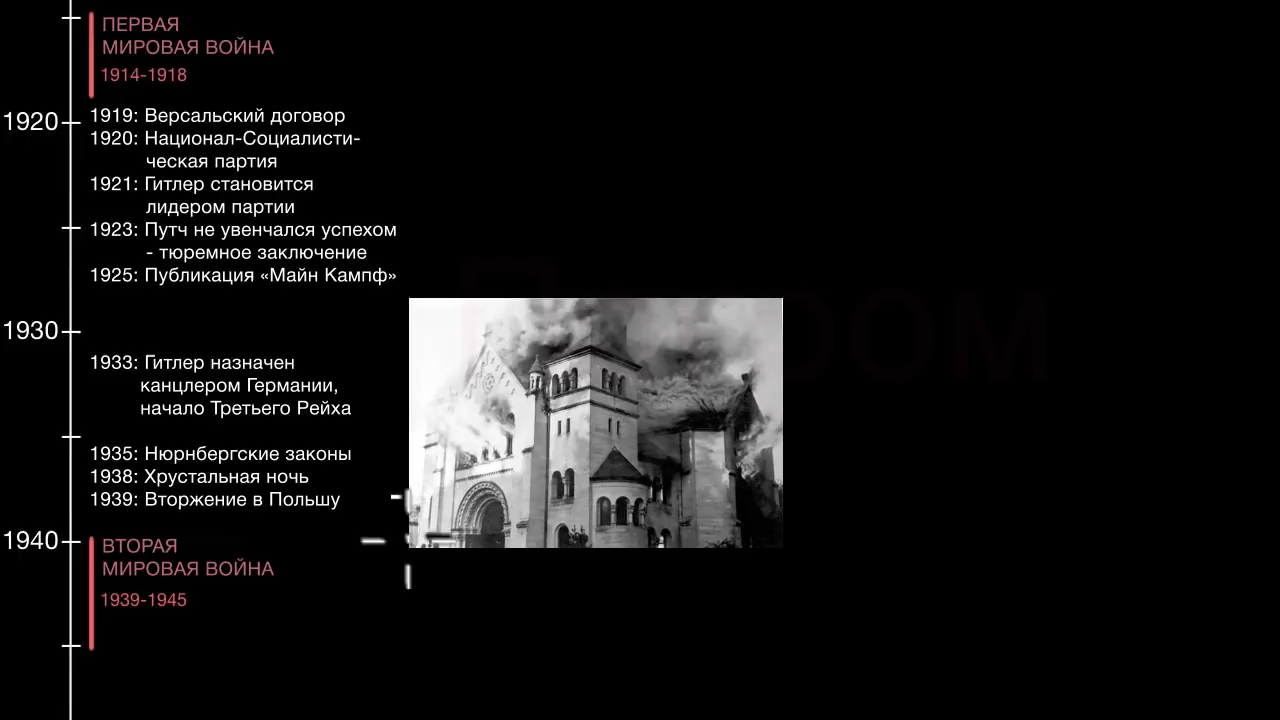 ПЕРВАЯ
МИРОВАЯ ВОЙНА
1914-1918
1920
1919: Версальский договор
1920: Национал-Социалисти-
ческая партия
1921: Гитлер становится
лидером партии
1923: Путч не увенчался успехом
- тюремное заключение
1925: Публикация «Майн Кампф»
1930
1933: Гитлер назначен
канцлером Германии,
начало Третьего Рейха
1935: Нюрнбергские законы
1938: Хрустальная ночь
1939: Вторжение в Польшу
1940
ВТОРАЯ
МИРОВАЯ ВОЙНА
1939-1945